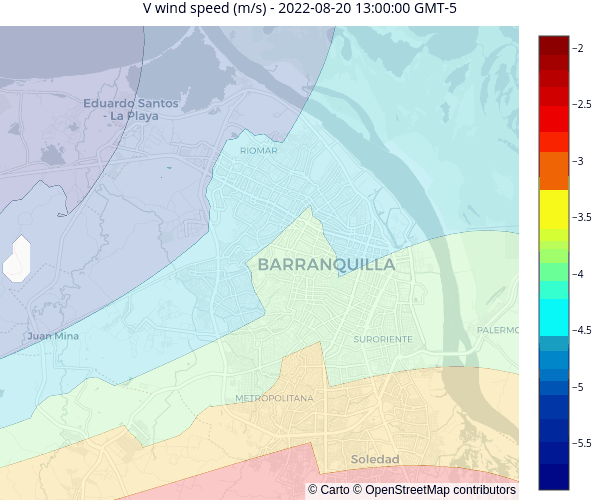 V wind speed (m/s) - 2022-08-20 13:00:00 GMT-5
−2
Eduardo Santos
- La Playa
−2.5
RIOMAR
−3
−3.5
BARRANQUILLA
−4
PALERMO
−4.5
Juan Mina
SURORIENTE
−5
METROPOLITANA
−5.5
Soledad
© Carto © OpenStreetMap contributors